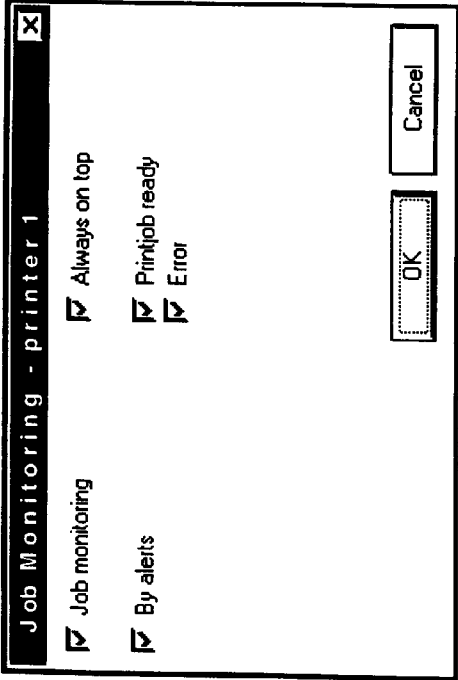 Job Monitoring - printer 1
Job monitoring
Always on top
By alerts
Printjob ready
Error
OK
Cancel